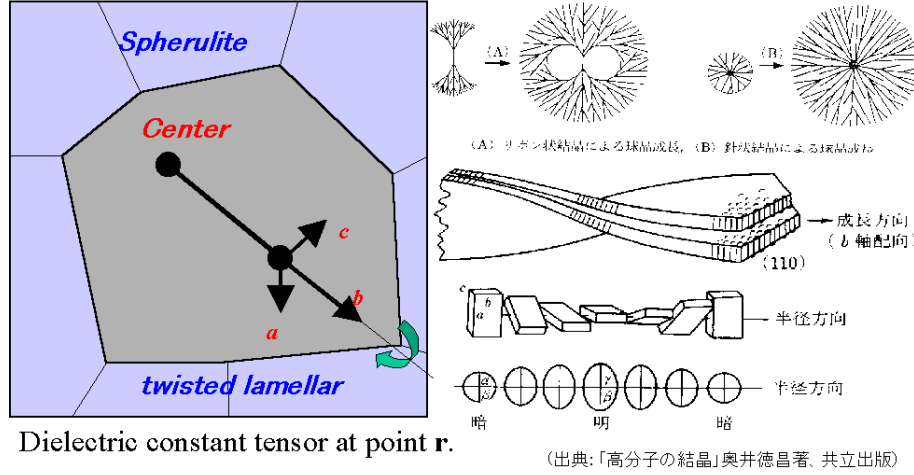 Spherulite
Center
c
b
a
twisted lamellar
Dielectric constant tensor at point r.
(A)
(B)
(A) リボン状結晶による球晶成長, (B) 針状結晶による球晶成長
成長方向
(b軸配向)
(110)
c
b
a
半径方向
α
β
γ
β
半径方向
暗
明
暗
(出典:「高分子の結晶」奥井徳昌著、共立出版)